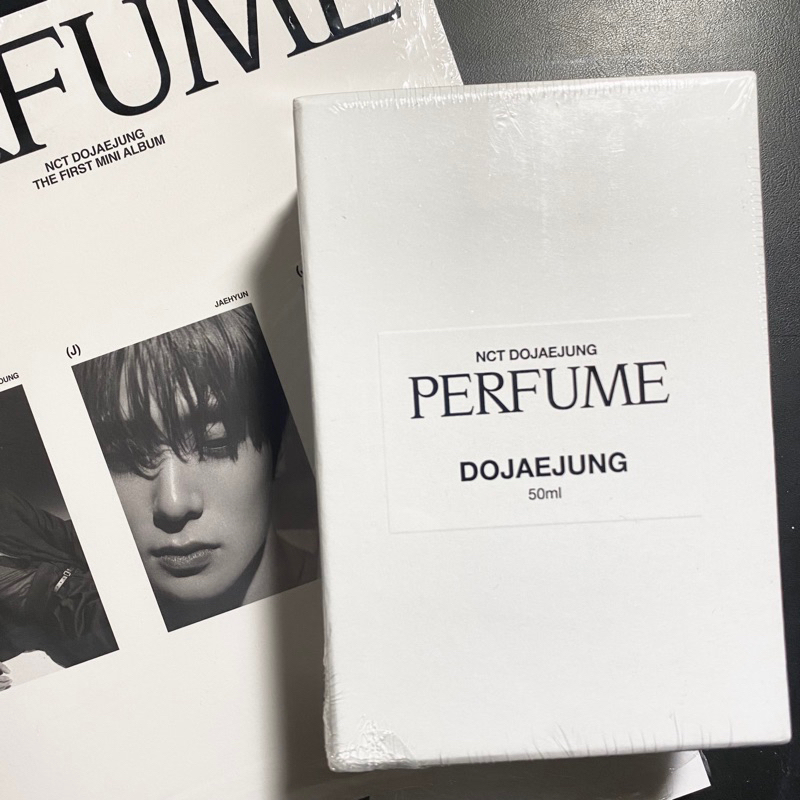 FUME
NCT DOJAEJUNG
THE FIRST MINI ALBUM
JAEHYUN
(J)
NCT DOJAEJUNG
PERFUME
DOJAEJUNG
50ml